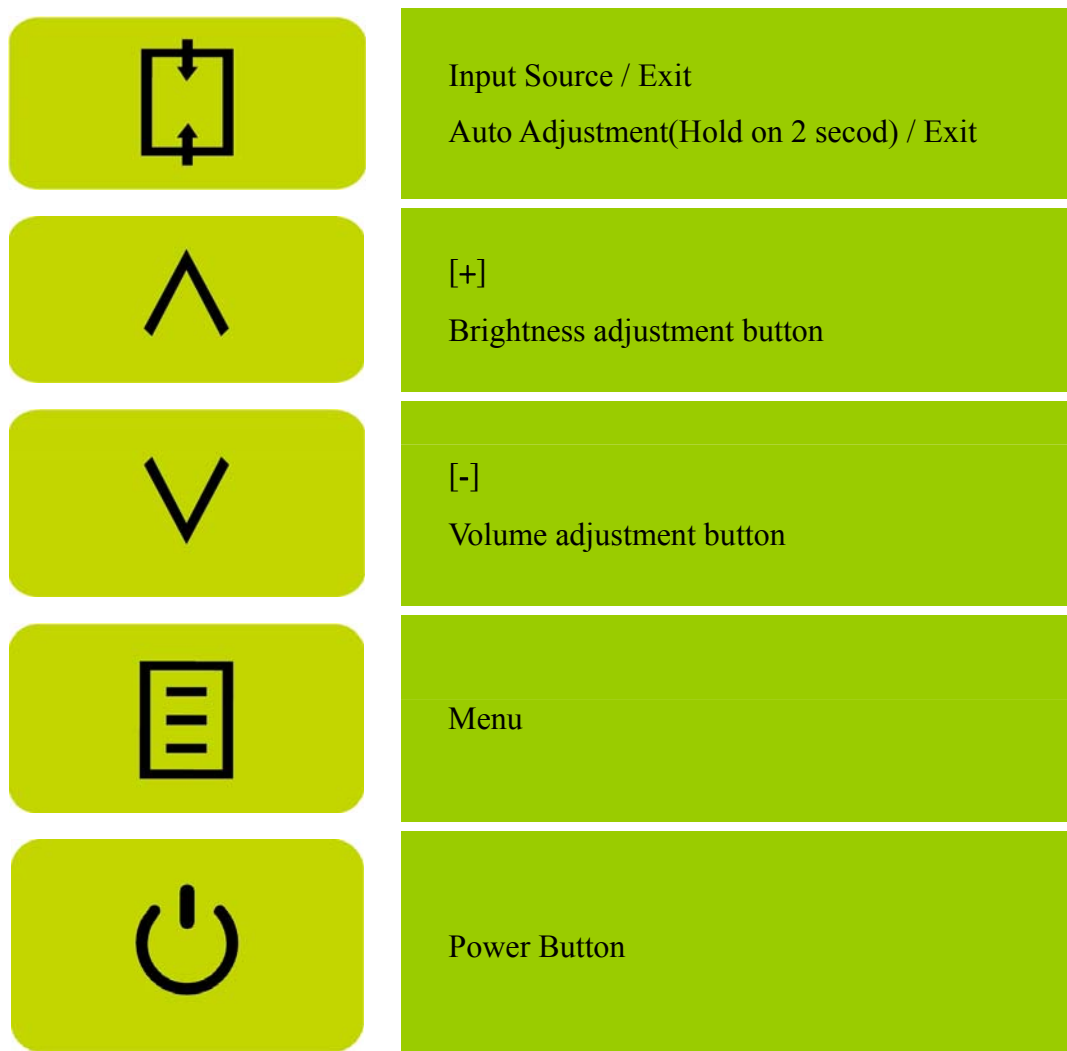 Input Source / Exit
Auto Adjustment(Hold on 2 secod) / Exit
[+]
Brightness adjustment button
[-]
Volume adjustment button
Menu
Power Button